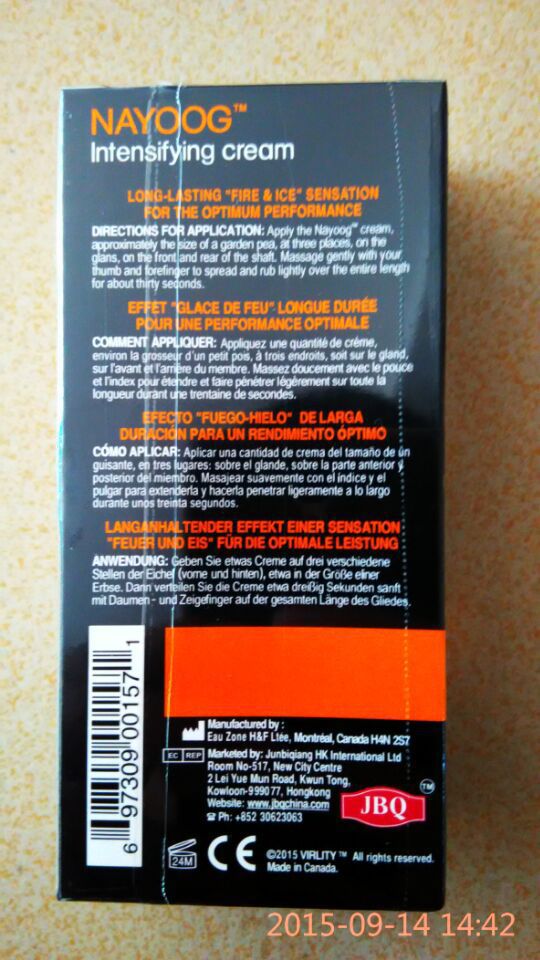 NAYOOG™
Intensifying cream
LONG-LASTING "FIRE & ICE" SENSATION
FOR THE OPTIMUM PERFORMANCE
DIRECTIONS FOR APPLICATION: Apply the Nayoog™ cream,
approximately the size of a garden pea, at three places, on the
glans, on the front and rear of the shaft. Massage gently with your
thumb and forefinger to spread and rub lightly over the entire length
for about thirty seconds.
EFFET "GLACE DE FEU" LONGUE DURÉE
POUR UNE PERFORMANCE OPTIMALE
COMMENT APPLIQUER: Appliquez une quantité de crème,
environ la grosseur d'un petit pois, à trois endroits, soit sur le gland,
sur l'avant et l'arrière du membre. Massez doucement avec le pouce
et l'index pour étendre et faire pénétrer légèrement sur toute la
longueur durant une trentaine de secondes.
EFECTO "FUEGO-HIELO" DE LARGA
DURACIÓN PARA UN RENDIMIENTO ÓPTIMO
CÓMO APLICAR: Aplicar una cantidad de crema del tamaño de un
guisante, en tres lugares: sobre el glande, sobre la parte anterior y
posterior del miembro. Masajear suavemente con el índice y el
pulgar para extenderla y hacerla penetrar ligeramente a lo largo
durante unos treinta segundos.
LANGANHALTENDER EFFEKT EINER SENSATION
"FEUER UND EIS" FÜR DIE OPTIMALE LEISTUNG
ANWENDUNG: Geben Sie etwas Creme auf drei verschiedene
Stellen der Eichel (vorne und hinten), etwa in der Größe einer
Erbse. Dann verteilen Sie die Creme etwa dreißig Sekunden sanft
mit Daumen - und Zeigefinger auf der gesamten Länge des Gliedes.
6 97309 00157 1
Manufactured by :
Eau Zone H&F Ltée, Montréal, Canada H4N 2S7
EC REP Marketed by: Junbiqiang HK International Ltd
Room No-517, New City Centre
2 Lei Yue Mun Road, Kwun Tong,
Kowloon-999077, Hongkong
Website: www.jbqchina.com
☎ Ph: +852 30623063
JBQ™
24M
CE
©2015 VIRLITY™ All rights reserved.
Made in Canada.
2015-09-14 14:42